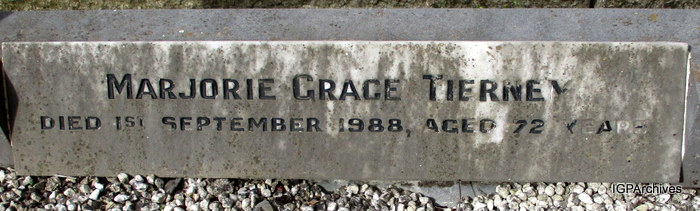 MARJORIE GRACE TIERNEY
DIED 1ST SEPTEMBER 1988, AGED 72 YEARS
IGPArchives